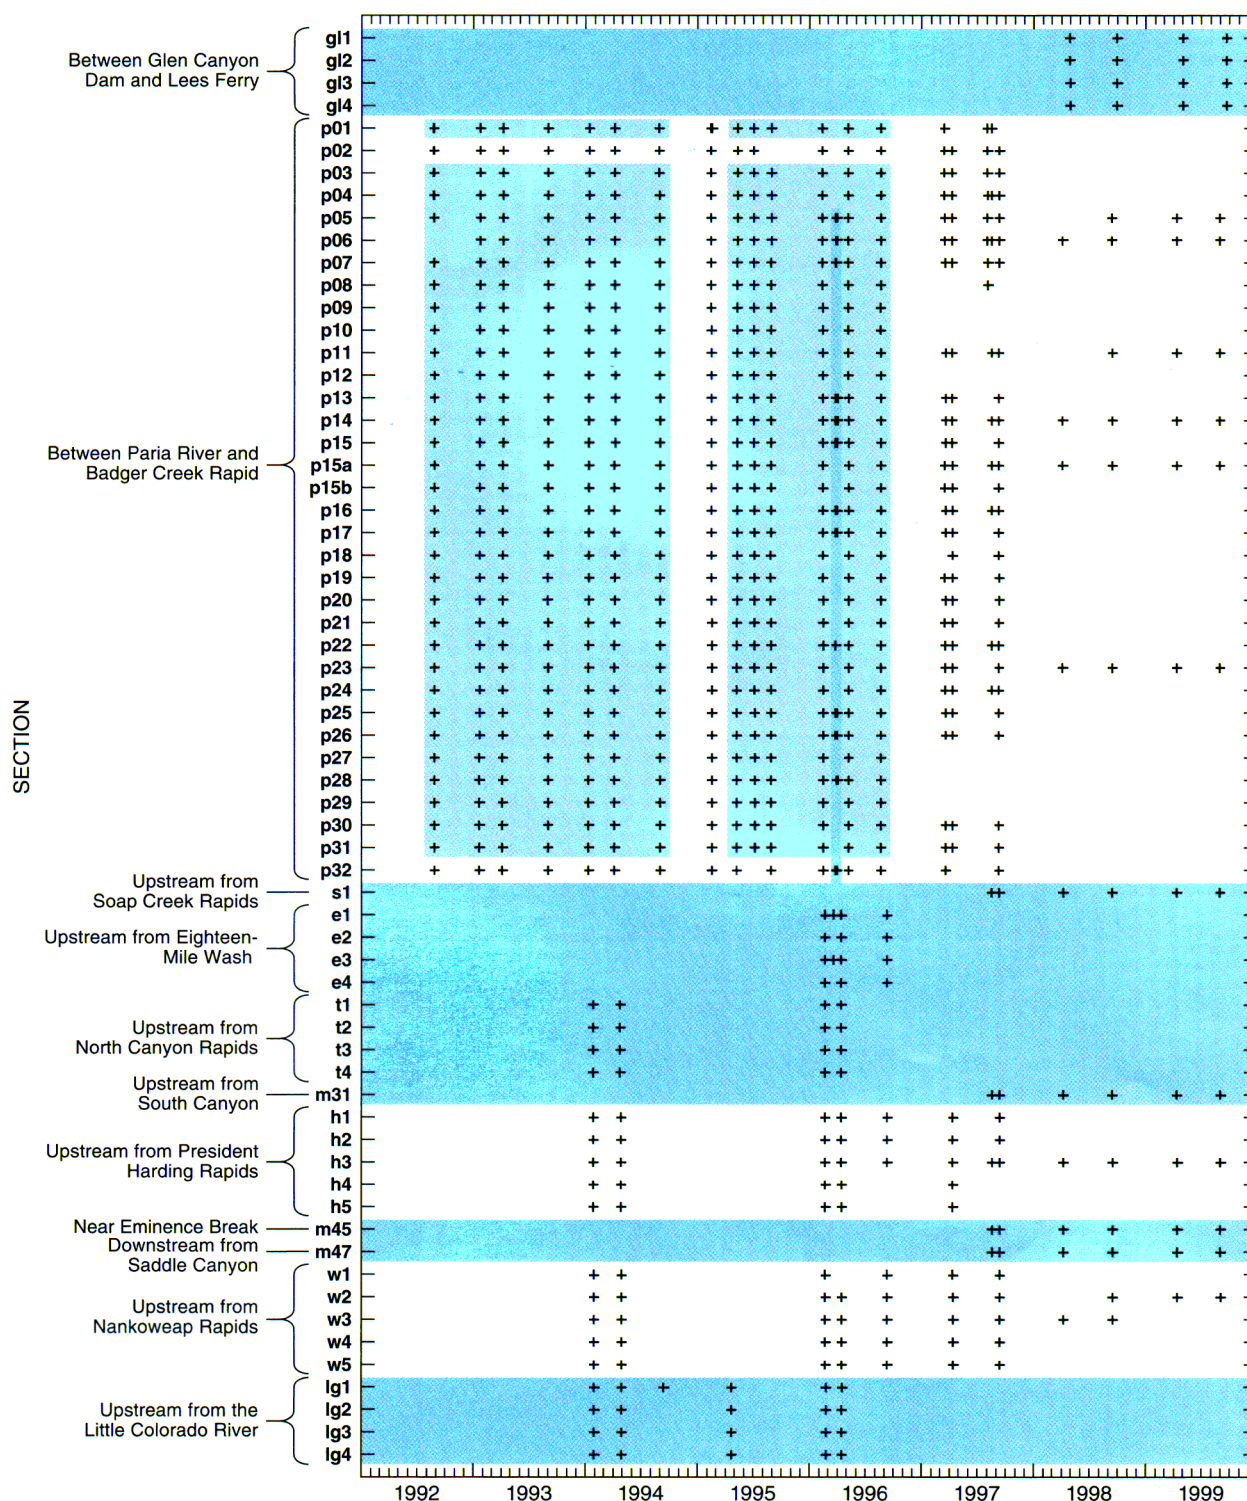 Between Glen Canyon
Dam and Lees Ferry
gl1
gl2
gl3
gl4
Between Paria River and
Badger Creek Rapid
p01
p02
p03
p04
p05
p06
p07
p08
p09
p10
p11
p12
p13
p14
p15
p15a
p15b
p16
p17
p18
p19
p20
p21
p22
p23
p24
p25
p26
p27
p28
p29
p30
p31
p32
Upstream from
Soap Creek Rapids
s1
Upstream from Eighteen-
Mile Wash
e1
e2
e3
e4
Upstream from
North Canyon Rapids
t1
t2
t3
t4
Upstream from
South Canyon
m31
Upstream from President
Harding Rapids
h1
h2
h3
h4
h5
Near Eminence Break
m45
Downstream from
Saddle Canyon
m47
Upstream from
Nankoweap Rapids
w1
w2
w3
w4
w5
Upstream from the
Little Colorado River
lg1
lg2
lg3
lg4
SECTION
1992 1993 1994 1995 1996 1997 1998 1999